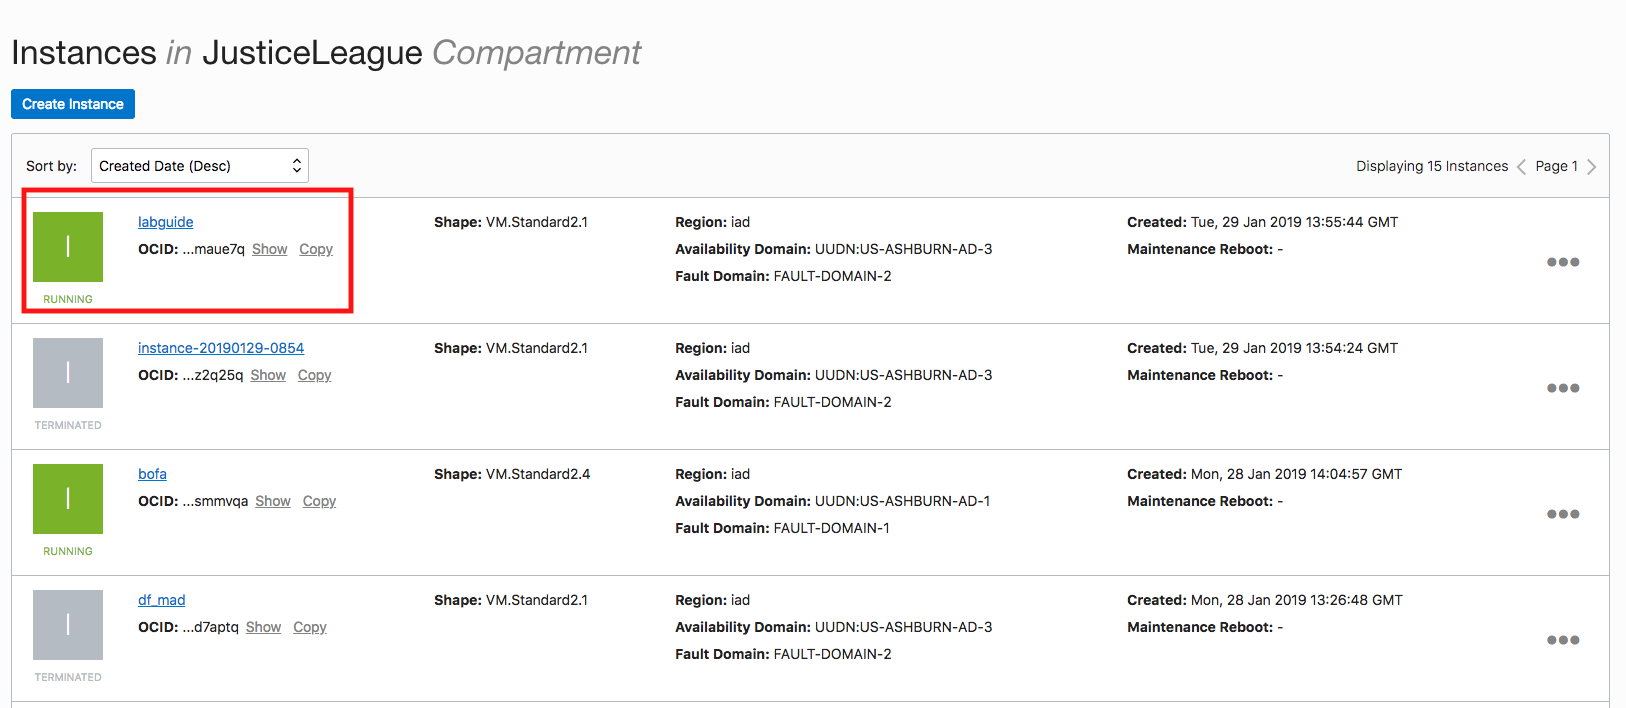 Instances in JusticeLeague Compartment
Create Instance
Sort by: Created Date (Desc) Displaying 15 Instances Page 1
I
RUNNING
labguide
OCID: ...maue7q Show Copy
Shape: VM.Standard2.1
Region: iad
Availability Domain: UUDN:US-ASHBURN-AD-3
Fault Domain: FAULT-DOMAIN-2
Created: Tue, 29 Jan 2019 13:55:44 GMT
Maintenance Reboot: -
I
TERMINATED
instance-20190129-0854
OCID: ...z2q25q Show Copy
Shape: VM.Standard2.1
Region: iad
Availability Domain: UUDN:US-ASHBURN-AD-3
Fault Domain: FAULT-DOMAIN-2
Created: Tue, 29 Jan 2019 13:54:24 GMT
Maintenance Reboot: -
I
RUNNING
bofa
OCID: ...smmvqa Show Copy
Shape: VM.Standard2.4
Region: iad
Availability Domain: UUDN:US-ASHBURN-AD-1
Fault Domain: FAULT-DOMAIN-1
Created: Mon, 28 Jan 2019 14:04:57 GMT
Maintenance Reboot: -
I
TERMINATED
df_mad
OCID: ...d7aptq Show Copy
Shape: VM.Standard2.1
Region: iad
Availability Domain: UUDN:US-ASHBURN-AD-3
Fault Domain: FAULT-DOMAIN-2
Created: Mon, 28 Jan 2019 13:26:48 GMT
Maintenance Reboot: -